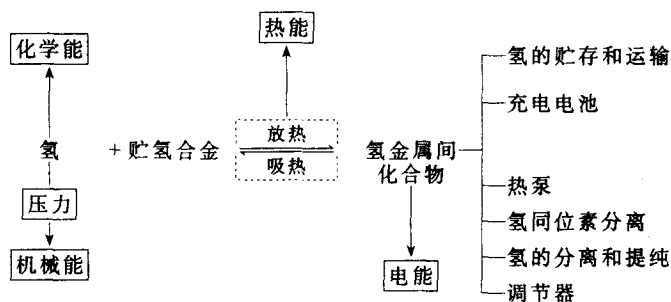 化学能
热能
氢
+贮氢合金
放热
吸热
氢金属间
化合物
压力
机械能
电能
氢的贮存和运输
充电电池
热泵
氢同位素分离
氢的分离和提纯
调节器